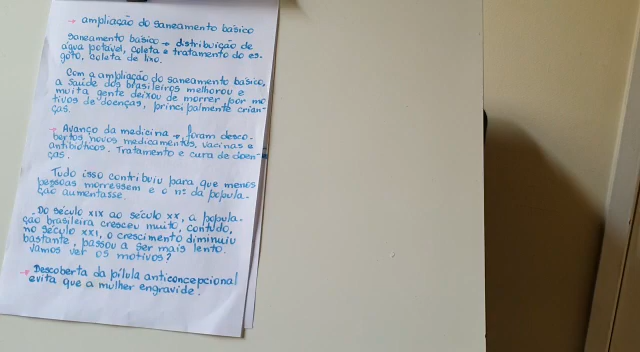 → ampliação do saneamento básico
saneamento básico → distribuição de
água potável, coleta e tratamento do es-
goto, coleta de lixo.
Com a ampliação do saneamento básico,
a saúde dos brasileiros melhorou e
muita gente deixou de morrer por mo
tivos de doenças, principalmente crian-
ças.
→ Avanço da medicina → foram desco-
bertos novos medicamentos, vacinas e
antibióticos. Tratamento e cura de doen-
ças.
Tudo isso contribiu para que menos
pessoas morressem e o nº da popula-
ção aumentasse.
. Do século XIX ao século XX, a popula-
ção brasileira cresceu muito, contudo,
no século XXI, o crescimento diminuiu
bastante, passou a ser mais lento.
Vamos ver os motivos?
→ Descoberta da pílula anticoncepcional
evita que a mulher engravide.